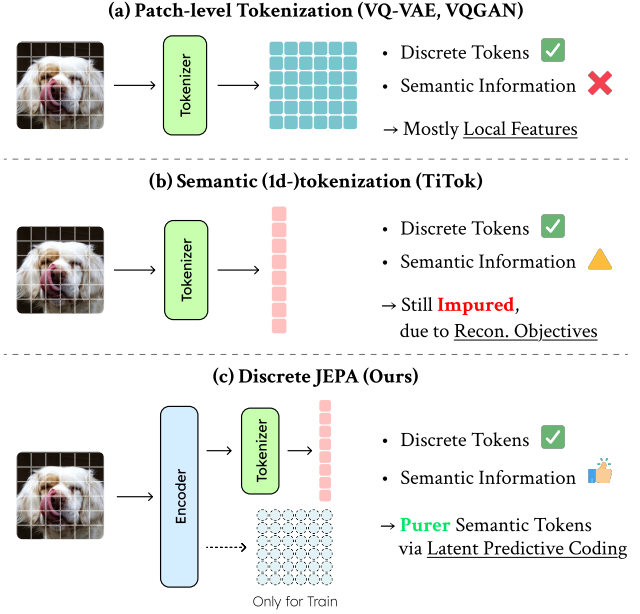 (a) Patch-level Tokenization (VQ-VAE, VQGAN)
Tokenizer
• Discrete Tokens
• Semantic Information
→ Mostly Local Features
(b) Semantic (1d-)tokenization (TiTok)
Tokenizer
• Discrete Tokens
• Semantic Information
→ Still Impured,
due to Recon. Objectives
(c) Discrete JEPA (Ours)
Encoder
Tokenizer
Only for Train
• Discrete Tokens
• Semantic Information
→ Purer Semantic Tokens
via Latent Predictive Coding